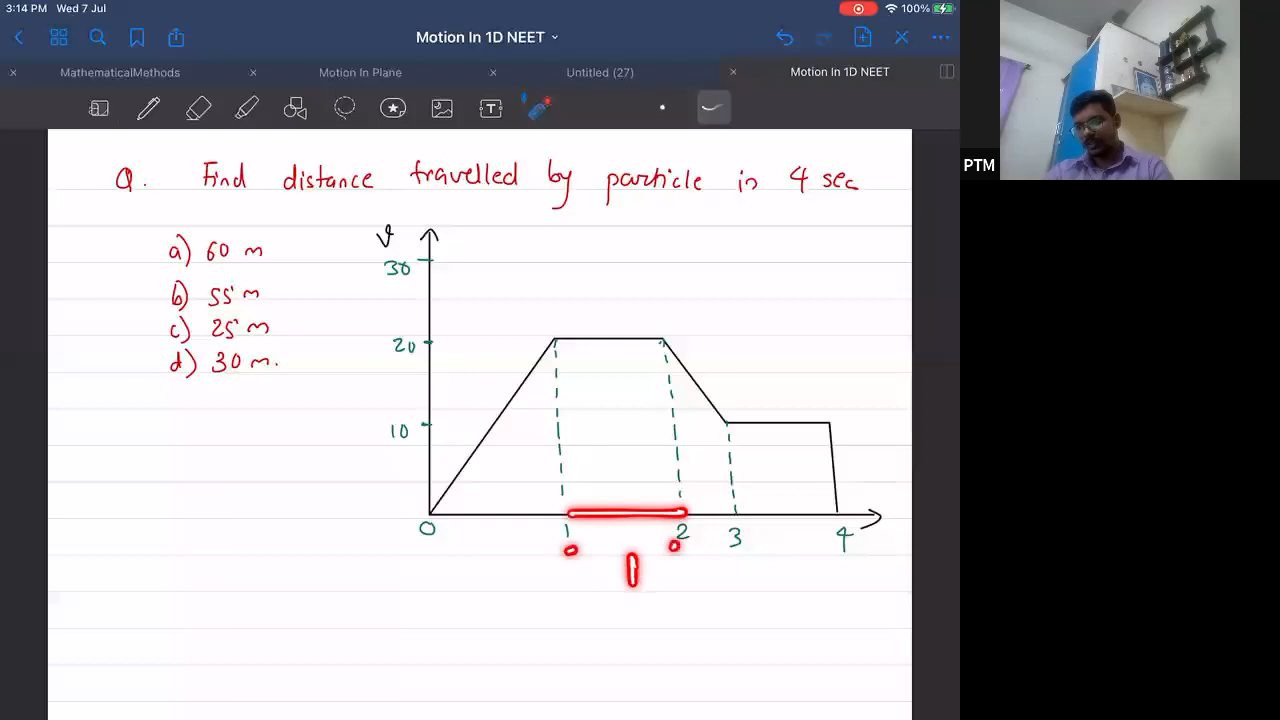 3:14 PM Wed 7 Jul
100%
Motion In 1D NEET
MathematicalMethods
Motion In Plane
Untitled (27)
Motion In 1D NEET
T
PTM
Q. Find distance travelled by particle in 4 sec
a) 60 m
b) 55 m
c) 25 m
d) 30 m.
v
30
20
10
0 1 2 3 4
1